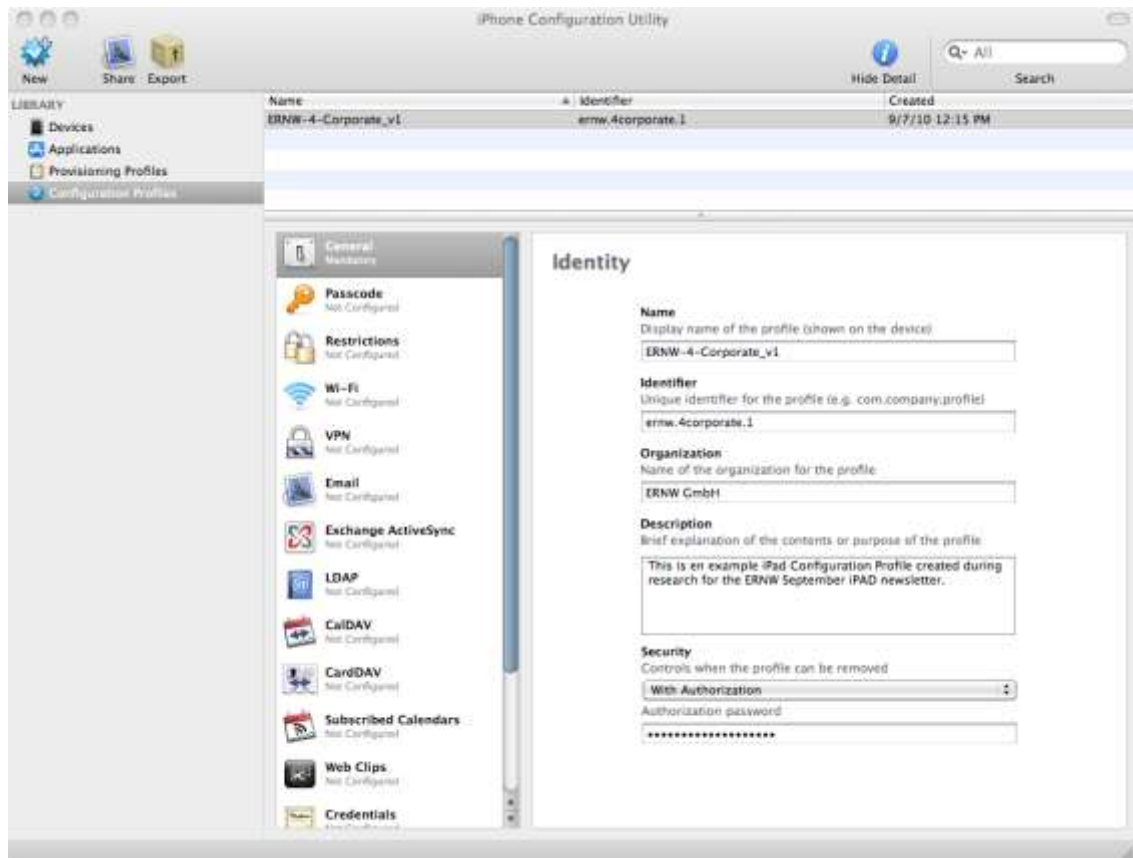 iPhone Configuration Utility
New Share Export Hide Detail Q- All Search
LIBRARY
Devices
Applications
Provisioning Profiles
Configuration Profiles
Name Identifier Created
ERNW-4-Corporate_v1 ernw.4corporate.1 9/7/10 12:15 PM
General
Mandatory
Passcode
Not Configured
Restrictions
Not Configured
Wi-Fi
Not Configured
VPN
Not Configured
Email
Not Configured
Exchange ActiveSync
Not Configured
LDAP
Not Configured
CalDAV
Not Configured
CardDAV
Not Configured
Subscribed Calendars
Not Configured
Web Clips
Not Configured
Credentials
Identity
Name
Display name of the profile (shown on the device)
ERNW-4-Corporate_v1
Identifier
Unique identifier for the profile (e.g. com.company.profile)
ernw.4corporate.1
Organization
Name of the organization for the profile
ERNW GmbH
Description
Brief explanation of the contents or purpose of the profile
This is en example iPad Configuration Profile created during
research for the ERNW September iPAD newsletter.
Security
Controls when the profile can be removed
With Authorization
Authorization password
•••••••••••••••••••